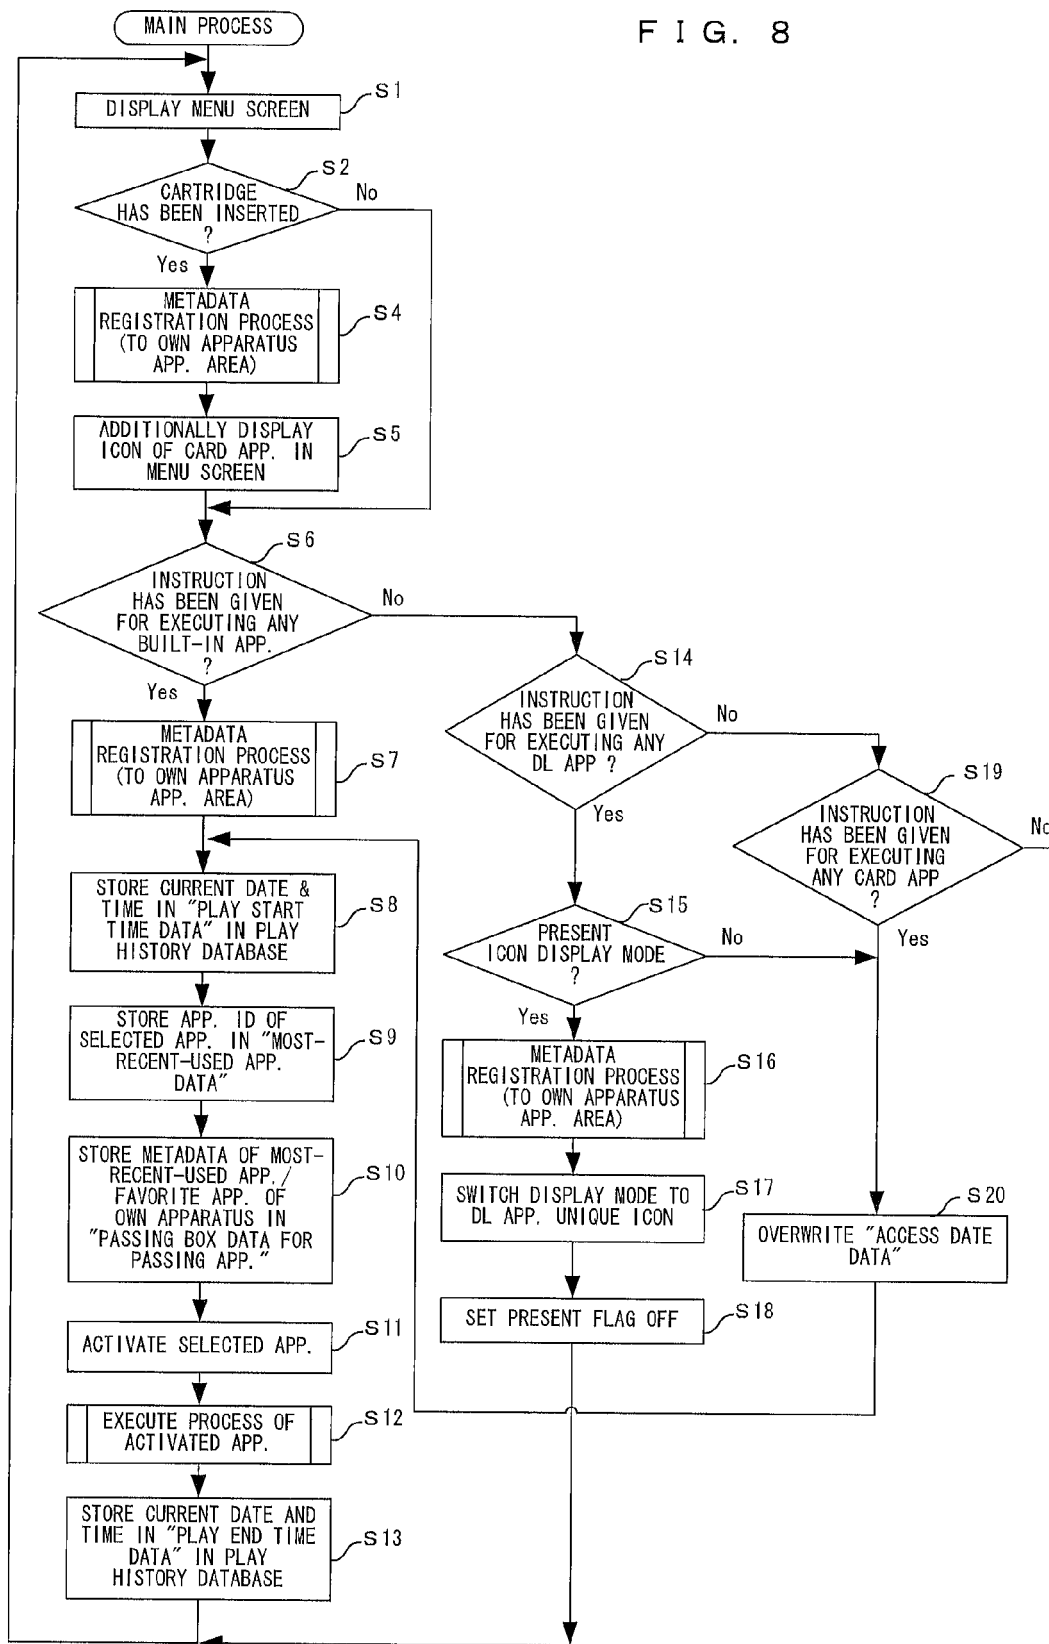 FIG. 8
MAIN PROCESS
S1
DISPLAY MENU SCREEN
S2
CARTRIDGE
HAS BEEN INSERTED
?
No
Yes
METADATA
REGISTRATION PROCESS
(TO OWN APPARATUS
APP. AREA)
S4
ADDITIONALLY DISPLAY
ICON OF CARD APP. IN
MENU SCREEN
S5
S6
INSTRUCTION
HAS BEEN GIVEN
FOR EXECUTING ANY
BUILT-IN APP.
?
No
Yes
METADATA
REGISTRATION PROCESS
(TO OWN APPARATUS
APP. AREA)
S7
STORE CURRENT DATE &
TIME IN "PLAY START
TIME DATA" IN PLAY
HISTORY DATABASE
S8
STORE APP. ID OF
SELECTED APP. IN "MOST-
RECENT-USED APP.
DATA"
S9
STORE METADATA OF MOST-
RECENT-USED APP./
FAVORITE APP. OF
OWN APPARATUS IN
"PASSING BOX DATA FOR
PASSING APP."
S10
S11
ACTIVATE SELECTED APP.
EXECUTE PROCESS OF
ACTIVATED APP.
S12
STORE CURRENT DATE AND
TIME IN "PLAY END TIME
DATA" IN PLAY
HISTORY DATABASE
S13
S14
INSTRUCTION
HAS BEEN GIVEN
FOR EXECUTING ANY
DL APP ?
No
Yes
S15
PRESENT
ICON DISPLAY MODE
?
No
Yes
METADATA
REGISTRATION PROCESS
(TO OWN APPARATUS
APP. AREA)
S16
SWITCH DISPLAY MODE TO
DL APP. UNIQUE ICON
S17
SET PRESENT FLAG OFF
S18
S19
INSTRUCTION
HAS BEEN GIVEN
FOR EXECUTING
ANY CARD APP
?
No
Yes
S20
OVERWRITE "ACCESS DATE
DATA"